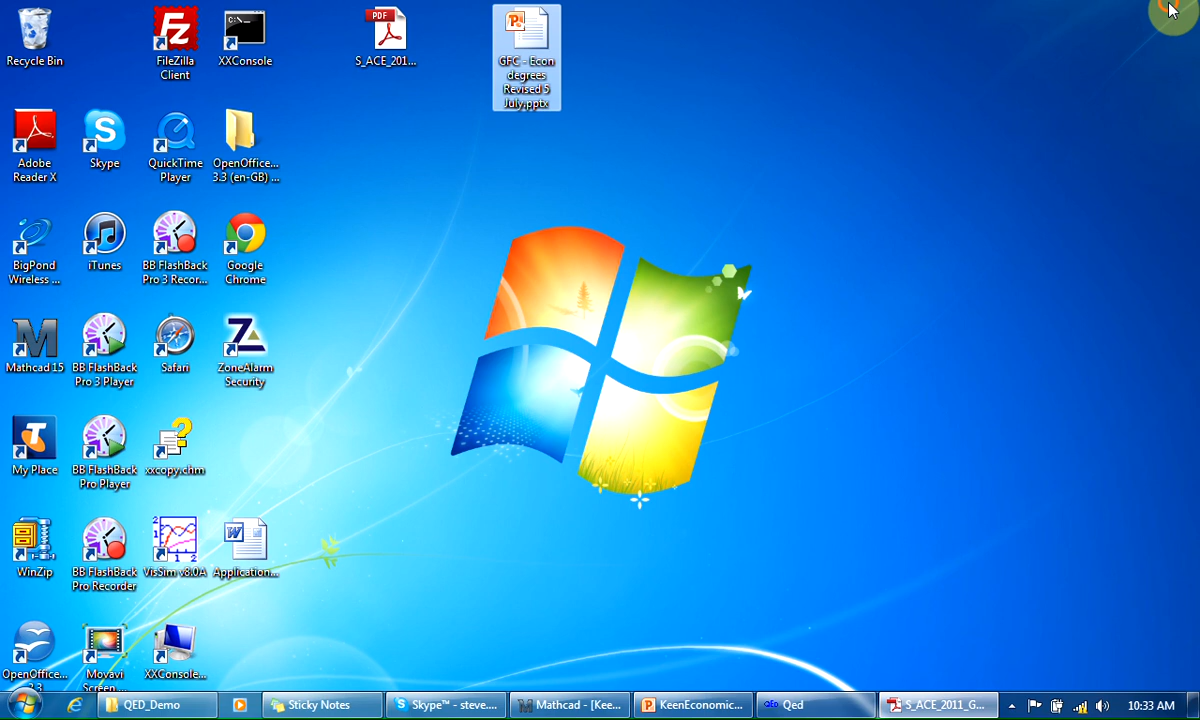 Recycle Bin
FileZilla
Client
XXConsole
PDF
S_ACE_201...
GFC - Econ
degrees
Revised 5
July.pptx
Adobe
Reader X
Skype
QuickTime
Player
OpenOffice...
3.3 (en-GB) ...
BigPond
Wireless ...
iTunes
BB FlashBack
Pro 3 Recor...
Google
Chrome
Mathcad 15
BB FlashBack
Pro 3 Player
Safari
ZoneAlarm
Security
My Place
BB FlashBack
Pro Player
xxcopy.chm
WinZip
BB FlashBack
Pro Recorder
VisSim v8.0A
Application...
OpenOffice...
3.3
Movavi
Screen ...
XXConsole...
QED_Demo
Sticky Notes
Skype™ - steve....
Mathcad - [Kee...
KeenEconomic...
QED Qed
S_ACE_2011_G...
10:33 AM